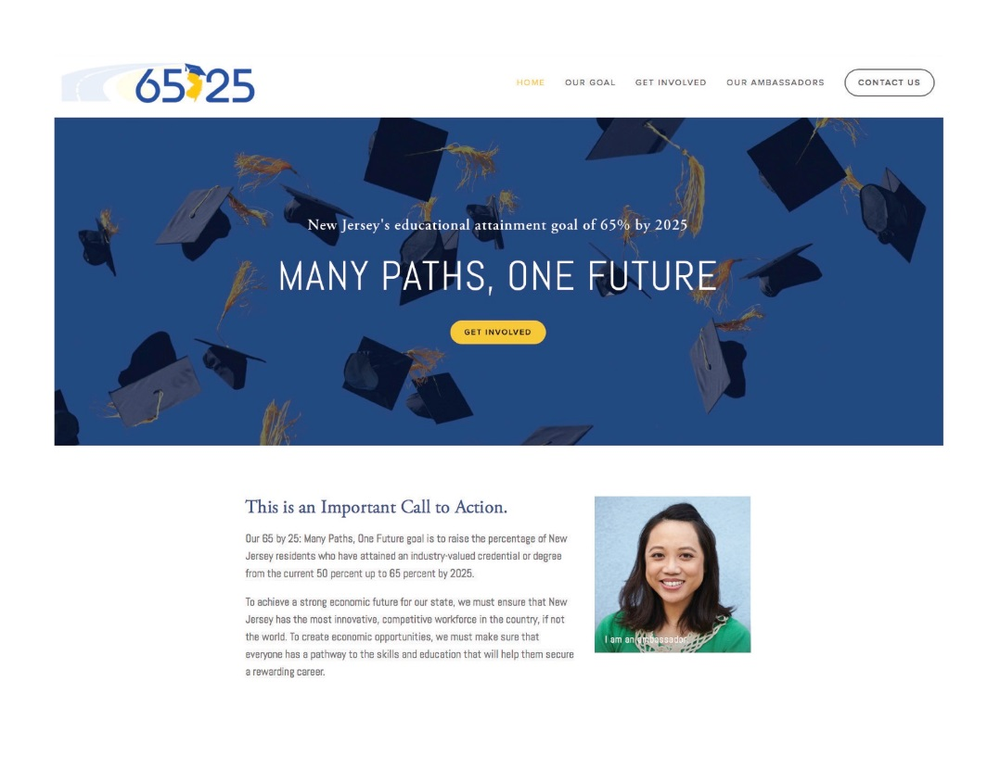 65 25
HOME OUR GOAL GET INVOLVED OUR AMBASSADORS CONTACT US
New Jersey's educational attainment goal of 65% by 2025
MANY PATHS, ONE FUTURE
GET INVOLVED
This is an Important Call to Action.
Our 65 by 25: Many Paths, One Future goal is to raise the percentage of New
Jersey residents who have attained an industry-valued credential or degree
from the current 50 percent up to 65 percent by 2025.
To achieve a strong economic future for our state, we must ensure that New
Jersey has the most innovative, competitive workforce in the country, if not
the world. To create economic opportunities, we must make sure that
everyone has a pathway to the skills and education that will help them secure
a rewarding career.
I am an ambassador.